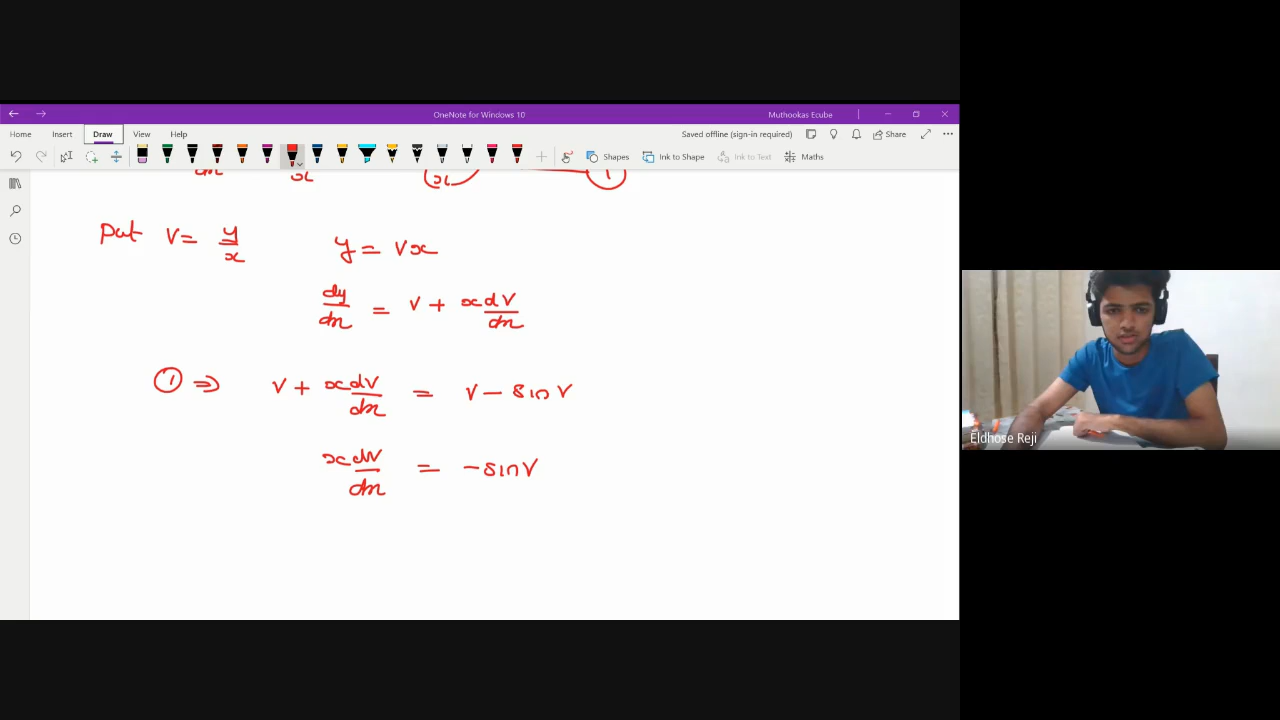 OneNote for Windows 10
Muthookas Ecube
Home Insert Draw View Help
Saved offline (sign-in required) Share
Shapes Ink to Shape Ink to Text Maths
dx x (x) 1
Put V = y/x y = Vx
dy/dx = V + x dV/dx
① ⇒ V + x dV/dx = V - sin V
x dV/dx = - sin V
Eldhose Reji